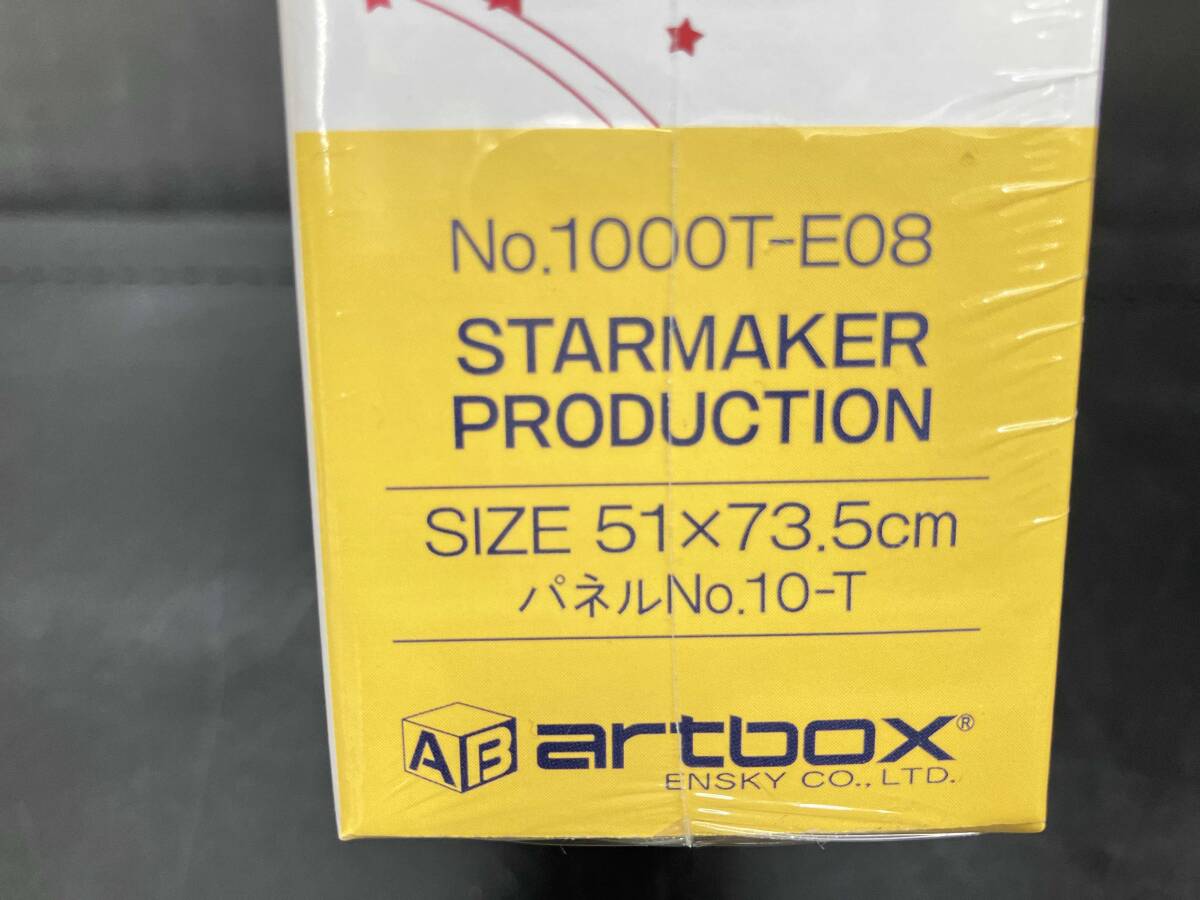 No.1000T-E08
STARMAKER
PRODUCTION
SIZE 51×73.5cm
パネルNo.10-T
AB artbox®
ENSKY CO., LTD.